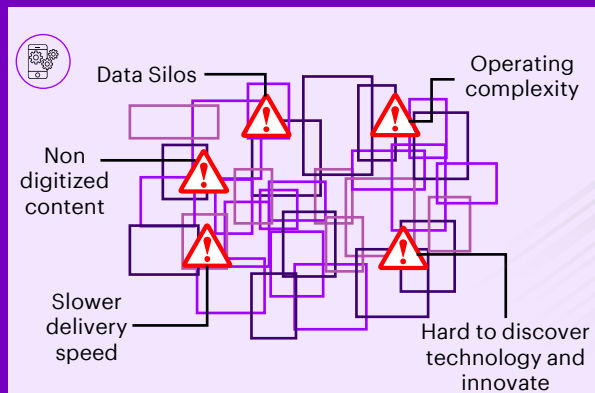 Data Silos
Operating
complexity
Non
digitized
content
Slower
delivery
speed
Hard to discover
technology and
innovate